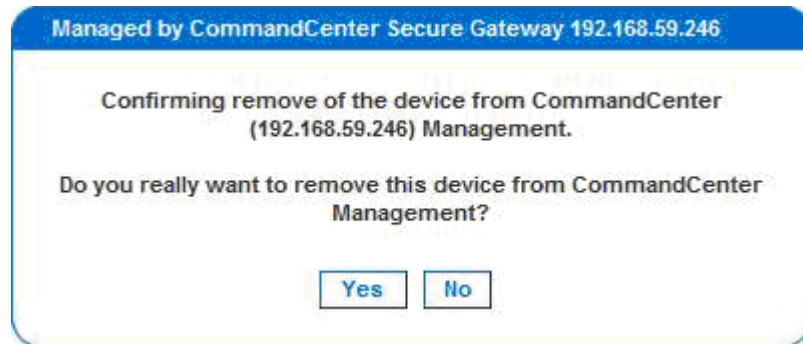 Managed by CommandCenter Secure Gateway 192.168.59.246
Confirming remove of the device from CommandCenter
(192.168.59.246) Management.
Do you really want to remove this device from CommandCenter
Management?
Yes No